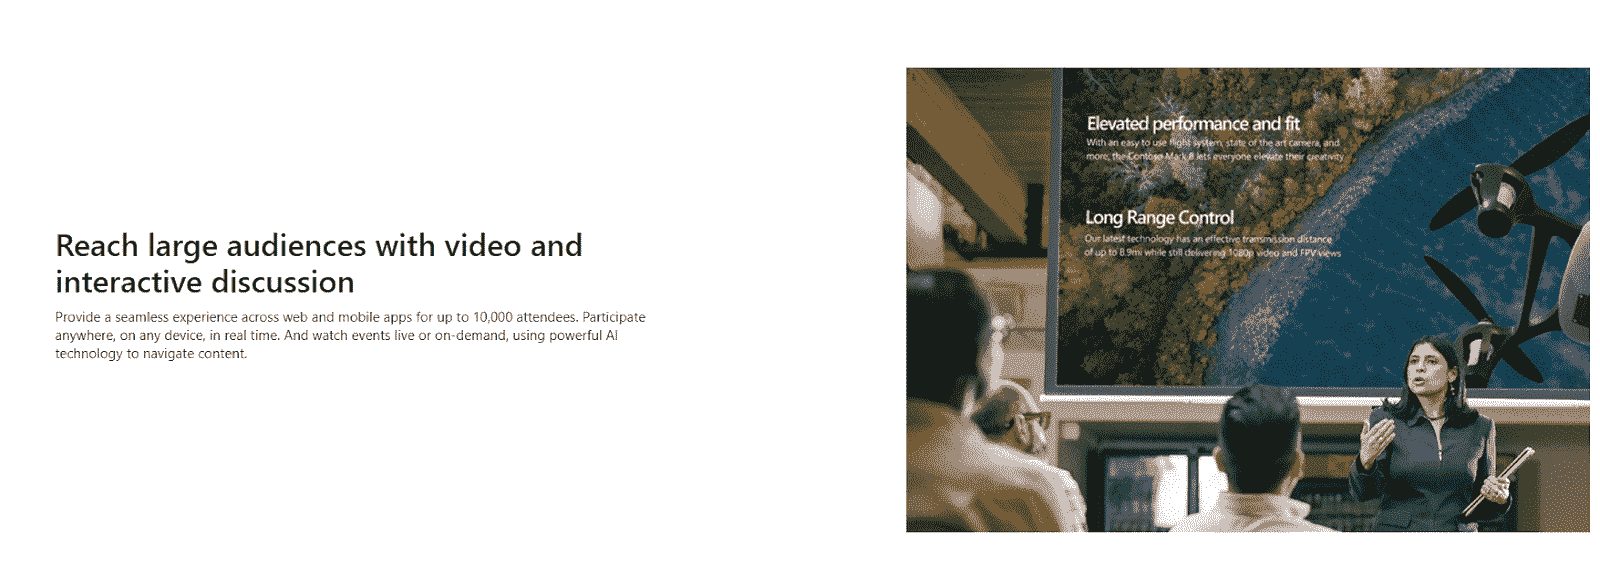 Reach large audiences with video and
interactive discussion
Provide a seamless experience across web and mobile apps for up to 10,000 attendees. Participate
anywhere, on any device, in real time. And watch events live or on-demand, using powerful AI
technology to navigate content.
Elevated performance and fit
With an easy to use flight system, state of the art camera, and
more, the Contoso Mark 8 lets everyone elevate their creativity
Long Range Control
Our latest technology has an effective transmission distance
of up to 8.9mi while still delivering 1080p video and FPV views